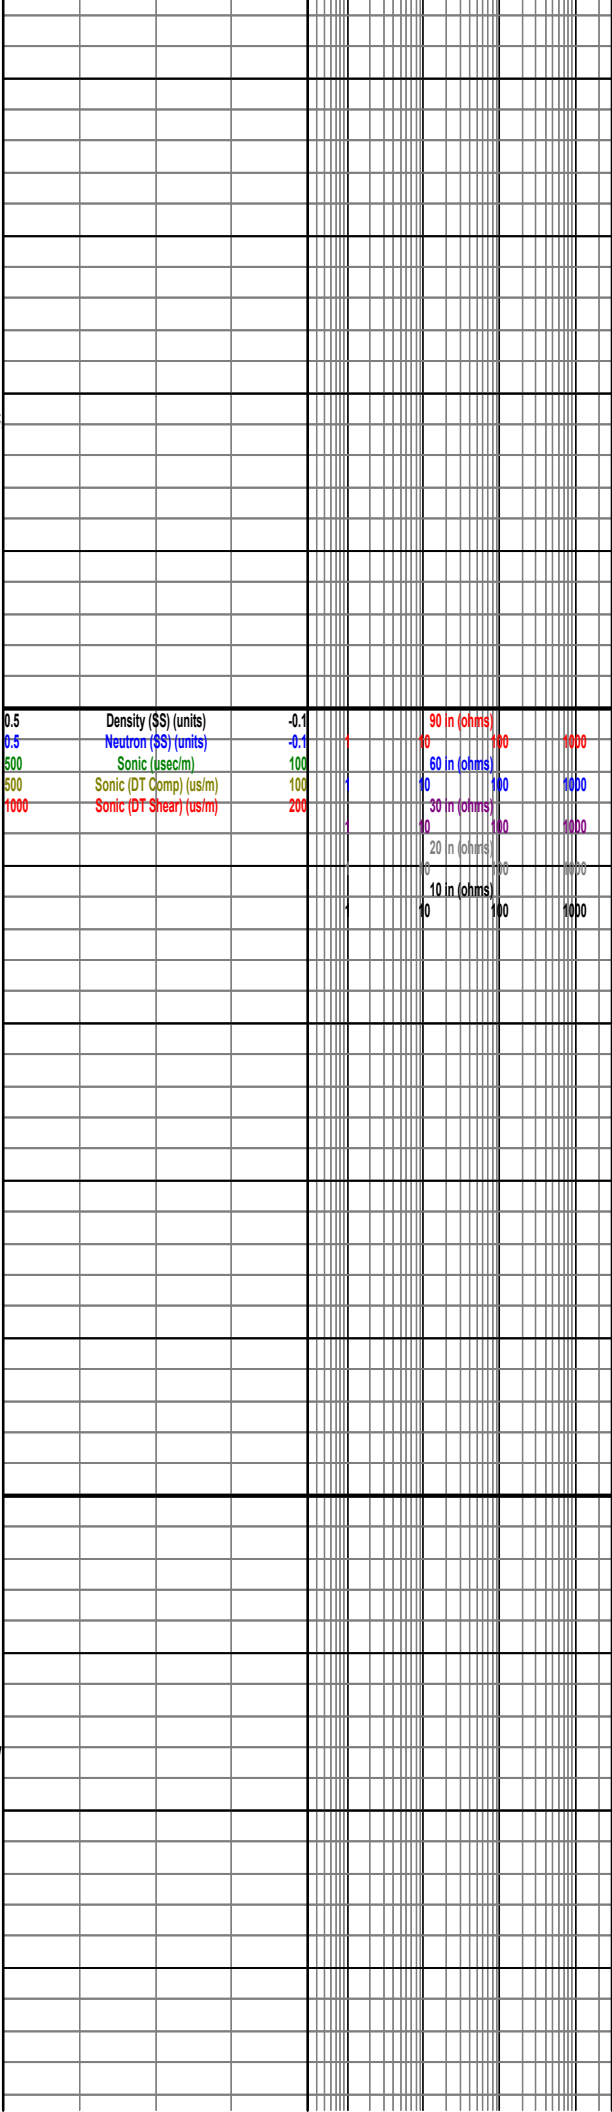 0.5 Density (SS) (units) -0.1
0.5 Neutron (SS) (units) -0.1
500 Sonic (usec/m) 100
500 Sonic (DT Comp) (us/m) 100
1000 Sonic (DT Shear) (us/m) 200
90 in (ohms)
1 10 100 1000
60 in (ohms)
1 10 100 1000
30 in (ohms)
1 10 100 1000
20 in (ohms)
10 100 1000
10 in (ohms)
1 10 100 1000